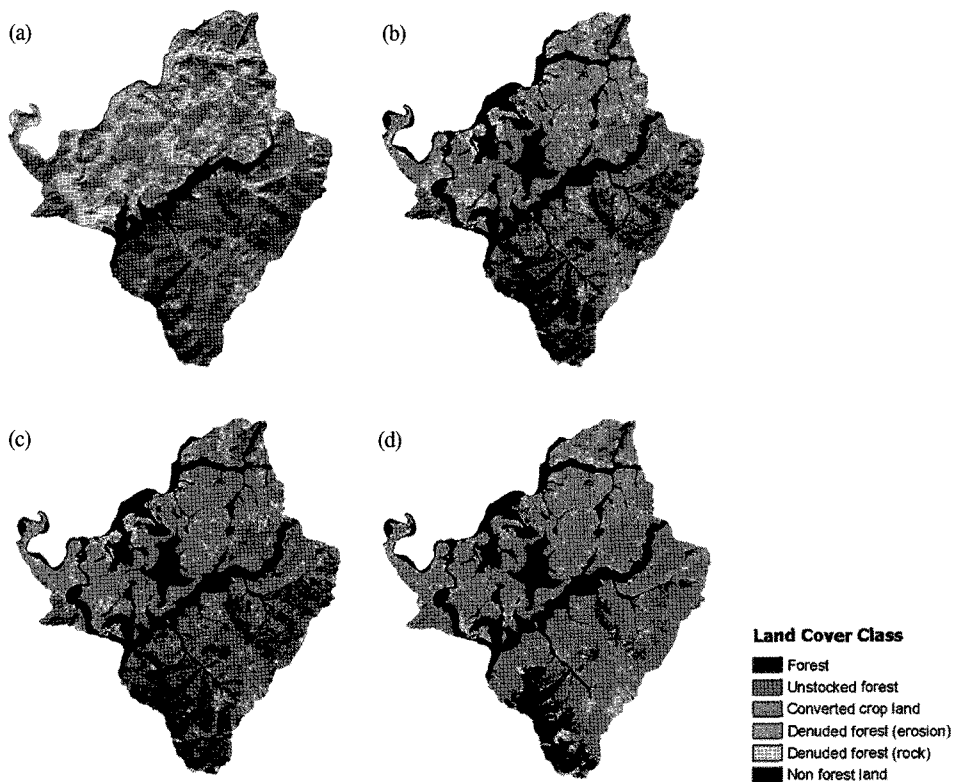 (a)
(b)
(c)
(d)
Land Cover Class
Forest
Unstocked forest
Converted crop land
Denuded forest (erosion)
Denuded forest (rock)
Non forest land